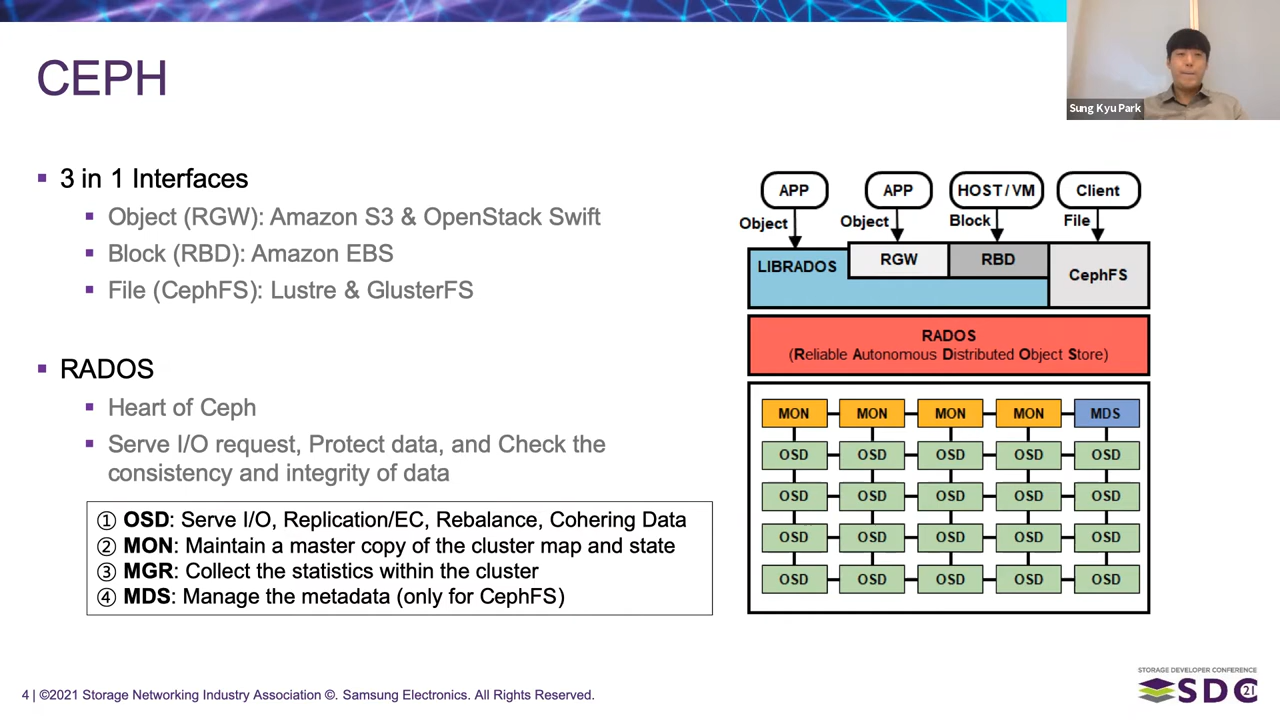 Sung Kyu Park
CEPH
3 in 1 Interfaces
Object (RGW): Amazon S3 & OpenStack Swift
Block (RBD): Amazon EBS
File (CephFS): Lustre & GlusterFS
RADOS
Heart of Ceph
Serve I/O request, Protect data, and Check the
consistency and integrity of data
① OSD: Serve I/O, Replication/EC, Rebalance, Cohering Data
② MON: Maintain a master copy of the cluster map and state
③ MGR: Collect the statistics within the cluster
④ MDS: Manage the metadata (only for CephFS)
APP APP HOST/VM Client
Object Object Block File
LIBRADOS RGW RBD CephFS
RADOS
(Reliable Autonomous Distributed Object Store)
MON MON MON MON MDS
OSD OSD OSD OSD OSD
OSD OSD OSD OSD OSD
OSD OSD OSD OSD OSD
OSD OSD OSD OSD OSD
4 | ©2021 Storage Networking Industry Association ©. Samsung Electronics. All Rights Reserved.
STORAGE DEVELOPER CONFERENCE
SDC 21